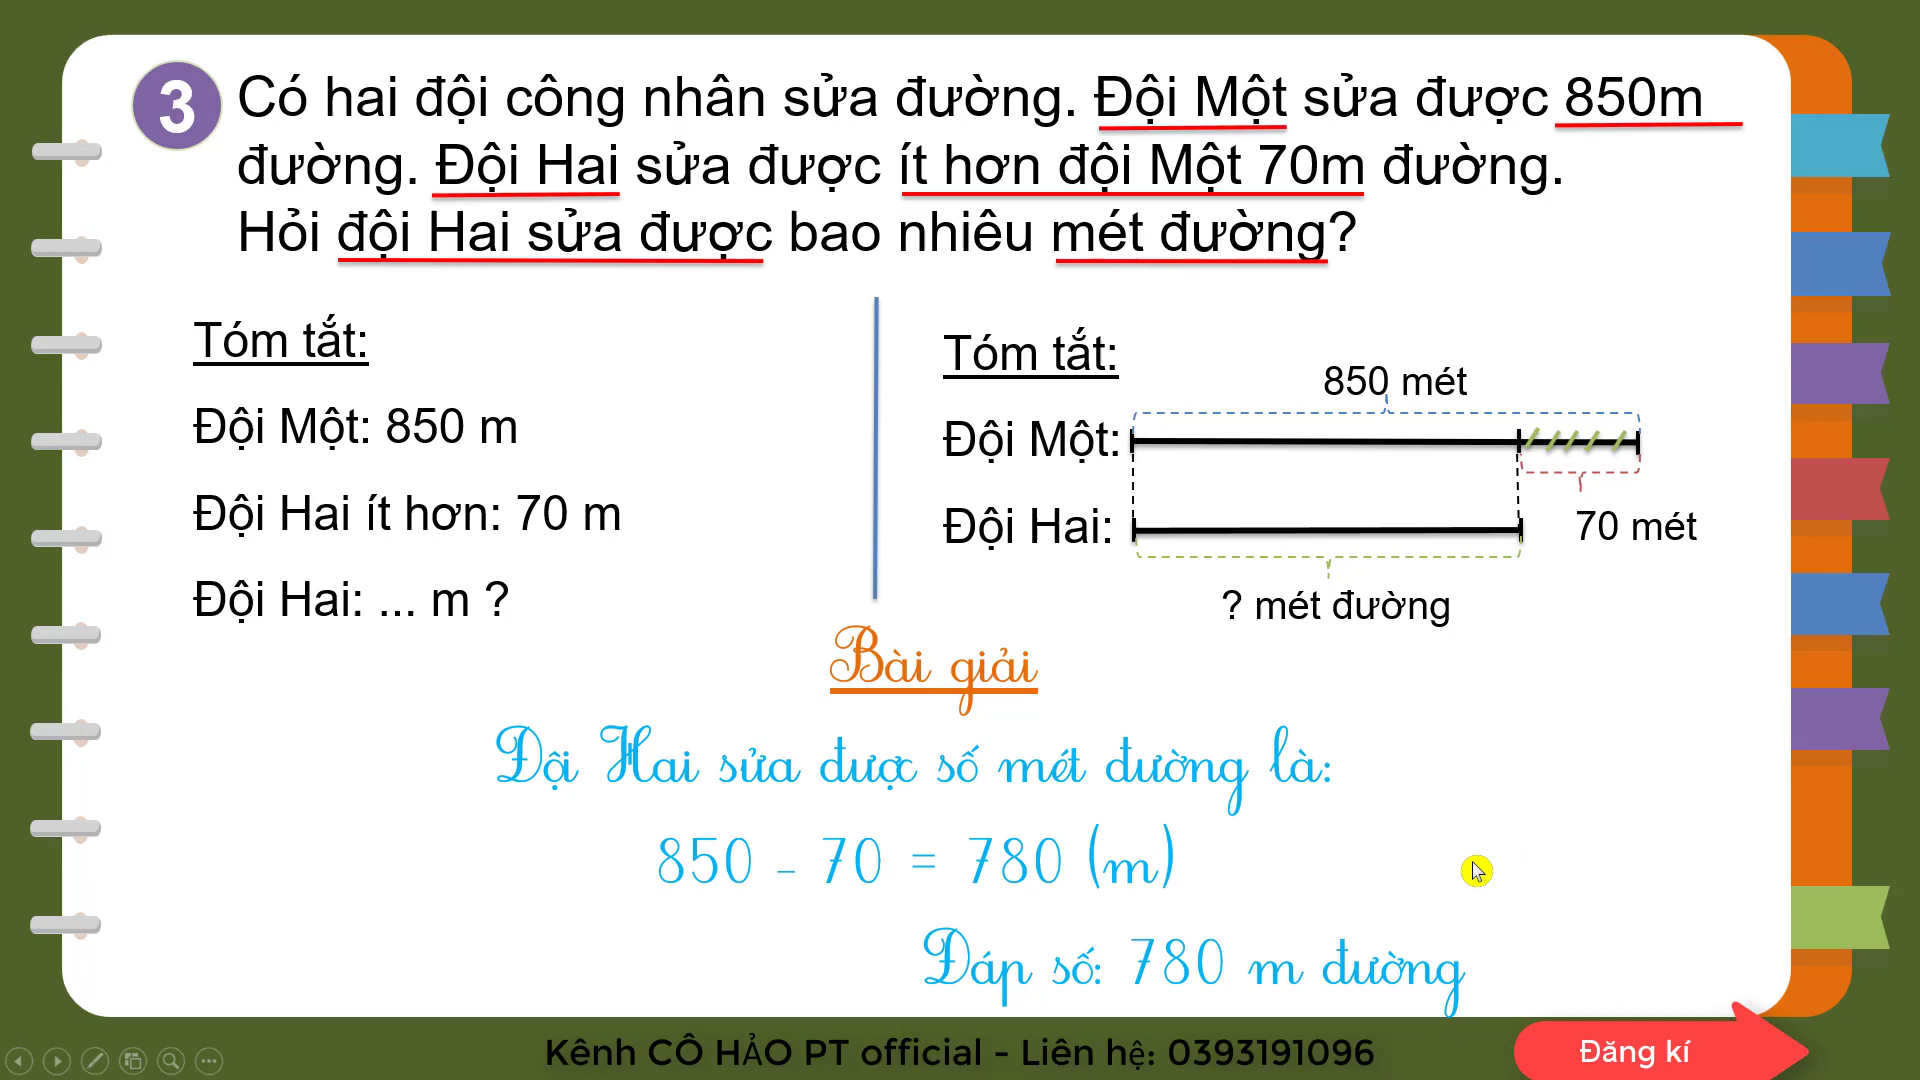 3
Có hai đội công nhân sửa đường. Đội Một sửa được 850m
đường. Đội Hai sửa được ít hơn đội Một 70m đường.
Hỏi đội Hai sửa được bao nhiêu mét đường?
Tóm tắt:
Đội Một: 850 m
Đội Hai ít hơn: 70 m
Đội Hai: ... m ?
Tóm tắt:
850 mét
Đội Một:
Đội Hai:
70 mét
? mét đường
Bài giải
Đội Hai sửa được số mét đường là:
850 - 70 = 780 (m)
Đáp số: 780 m đường
Kênh CÔ HẢO PT official - Liên hệ: 0393191096
Đăng kí